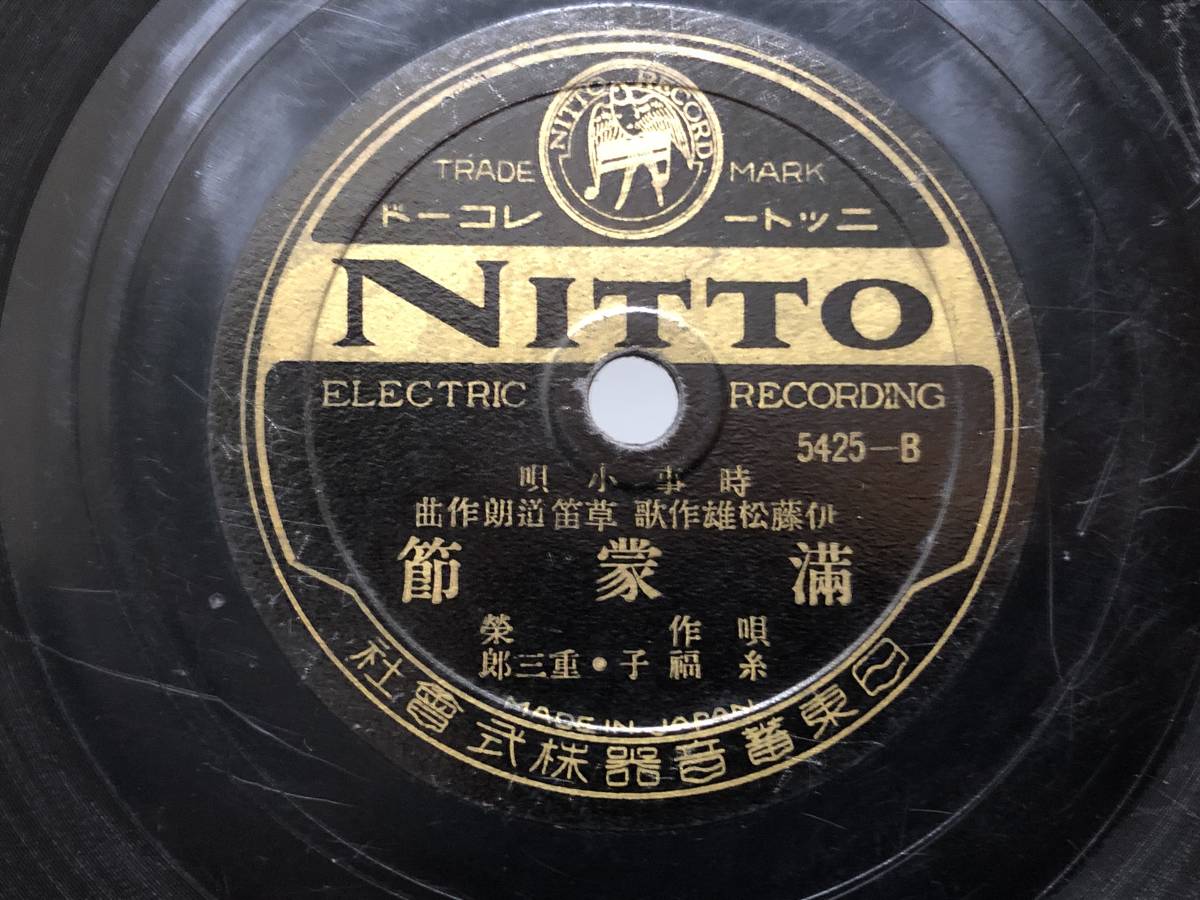 NITTO RECORD
TRADE MARK
ニットーレコード
NITTO
ELECTRIC RECORDING
5425-B
時事小唄
伊藤松雄作歌 草笛道朗作曲
滿蒙節
唄 作榮
糸 福子・重三郎
MADE IN JAPAN
日東蓄音器株式會社